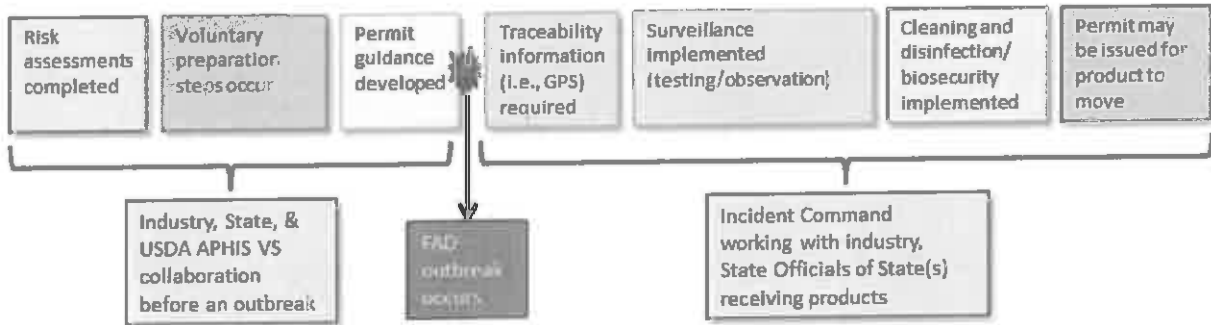 Risk
assessments
completed
Voluntary
preparation
steps occur
Permit
guidance
developed
Traceability
information
(i.e., GPS)
required
Surveillance
implemented
(testing/observation)
Cleaning and
disinfection/
biosecurity
implemented
Permit may
be issued for
product to
move
Industry, State, &
USDA APHIS VS
collaboration
before an outbreak
FAD
outbreak
occurs
Incident Command
working with industry,
State Officials of State(s)
receiving products